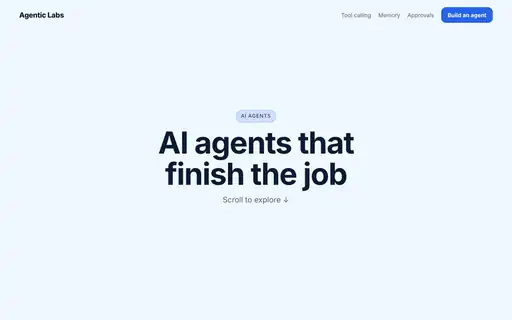 Agentic Labs
Tool calling
Memory
Approvals
Build an agent
AI AGENTS
AI agents that
finish the job
Scroll to explore ↓